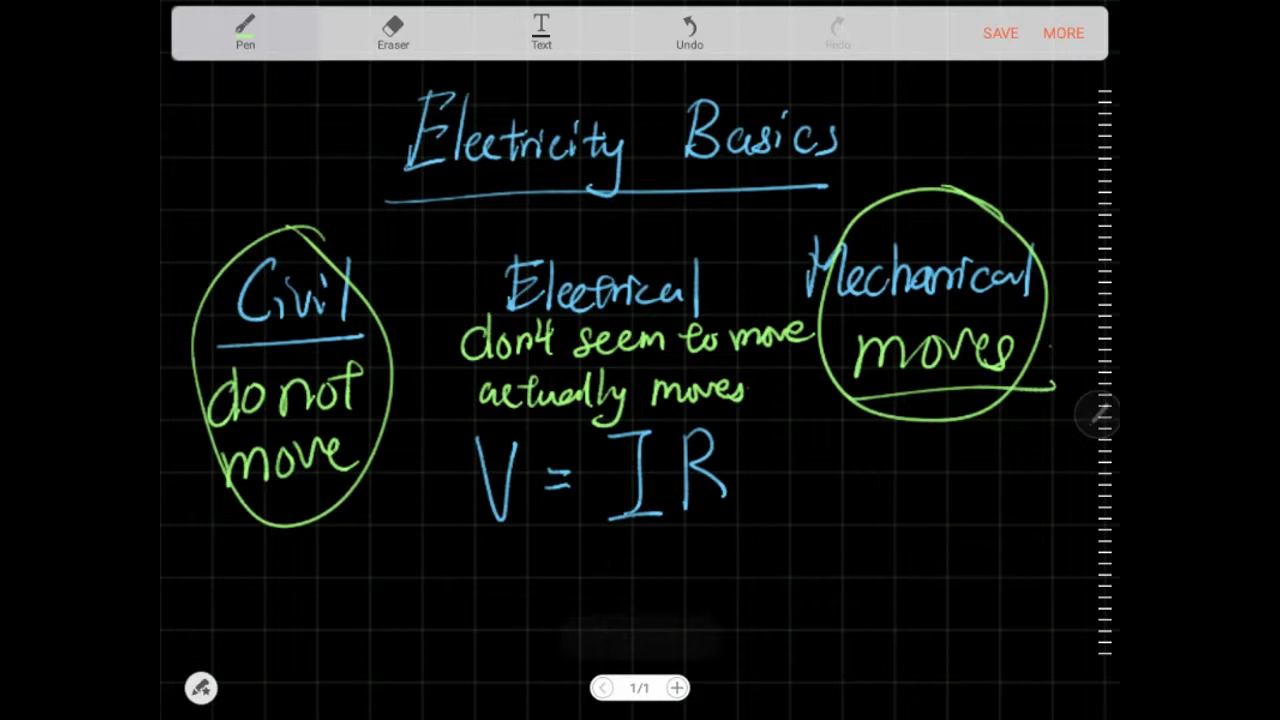 Pen Eraser Text Undo Redo SAVE MORE
Electricity Basics
Civil
do not
move
Electrical
don't seem to move
actually moves
V = IR
Mechanical
moves
1/1